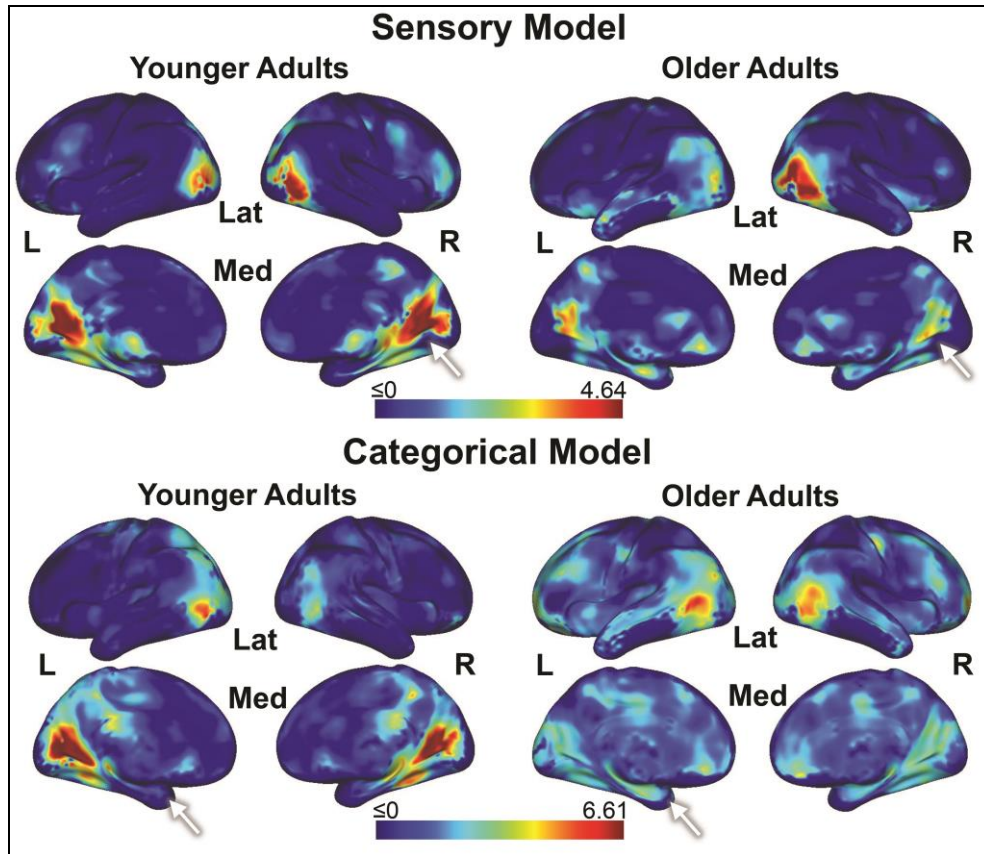 Sensory Model
Younger Adults Older Adults
Lat Lat
L R L R
Med Med
≤0 4.64
Categorical Model
Younger Adults Older Adults
Lat Lat
L R L R
Med Med
≤0 6.61